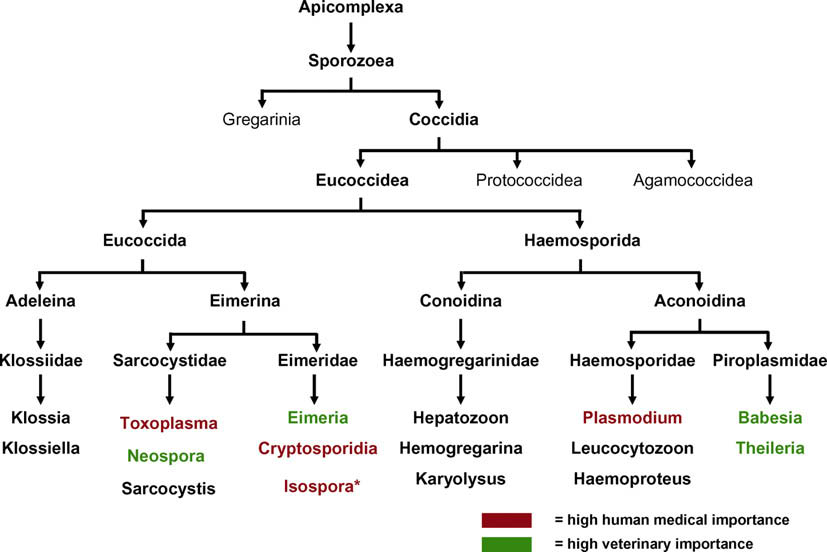 Apicomplexa
Sporozoea
Gregarinia Coccidia
Eucoccidea Protococcidea Agamococcidea
Eucoccida Haemosporida
Adeleina Eimerina Conoidina Aconoidina
Klossiidae Sarcocystidae Eimeridae Haemogregarinidae Haemosporidae Piroplasmidae
Klossia Toxoplasma Eimeria Hepatozoon Plasmodium Babesia
Klossiella Neospora Cryptosporidia Hemogregarina Leucocytozoon Theileria
Sarcocystis Isospora* Karyolysus Haemoproteus
= high human medical importance
= high veterinary importance